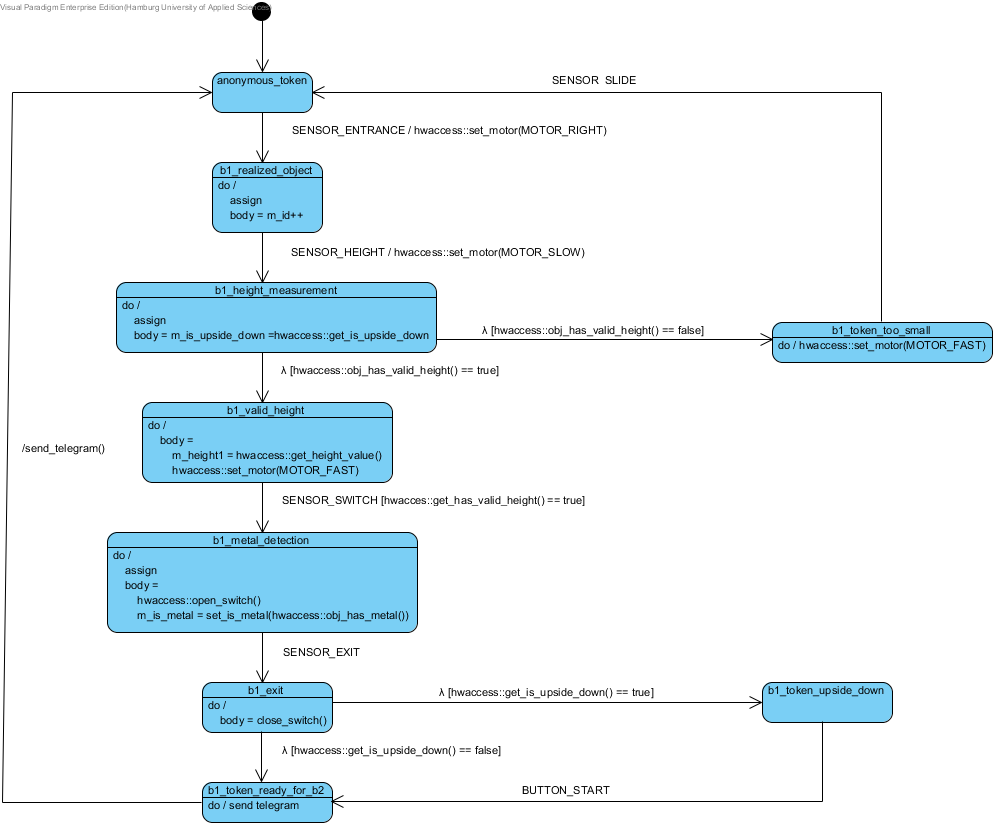 Visual Paradigm Enterprise Edition(Hamburg University of Applied Sciences)
anonymous_token
SENSOR SLIDE
SENSOR_ENTRANCE / hwaccess::set_motor(MOTOR_RIGHT)
b1_realized_object
do /
assign
body = m_id++
SENSOR_HEIGHT / hwaccess::set_motor(MOTOR_SLOW)
b1_height_measurement
do /
assign
body = m_is_upside_down =hwaccess::get_is_upside_down
λ [hwaccess::obj_has_valid_height() == false]
b1_token_too_small
do / hwaccess::set_motor(MOTOR_FAST)
λ [hwaccess::obj_has_valid_height() == true]
b1_valid_height
do /
body =
m_height1 = hwaccess::get_height_value()
hwaccess::set_motor(MOTOR_FAST)
/send_telegram()
SENSOR_SWITCH [hwacces::get_has_valid_height() == true]
b1_metal_detection
do /
assign
body =
hwaccess::open_switch()
m_is_metal = set_is_metal(hwaccess::obj_has_metal())
SENSOR_EXIT
b1_exit
do /
body = close_switch()
λ [hwaccess::get_is_upside_down() == true]
b1_token_upside_down
λ [hwaccess::get_is_upside_down() == false]
b1_token_ready_for_b2
do / send telegram
BUTTON_START